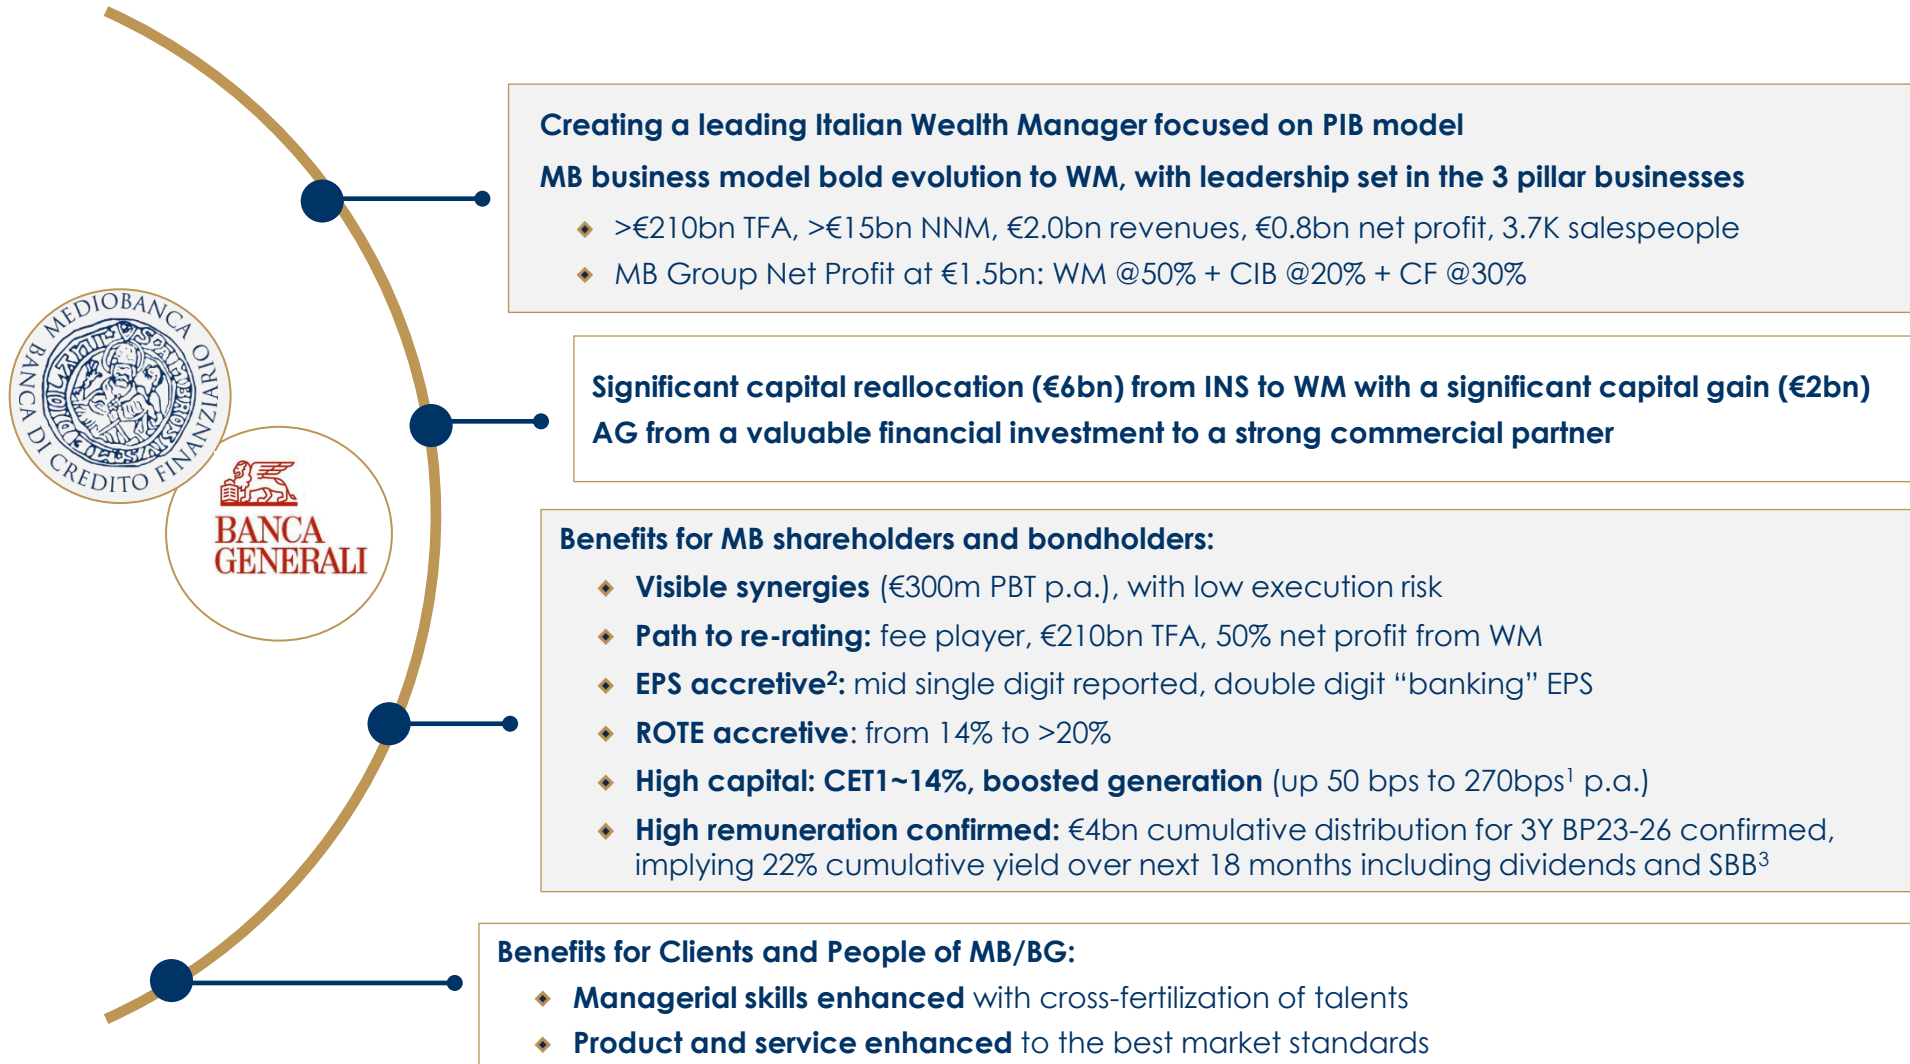 Creating a leading Italian Wealth Manager focused on PIB model
MB business model bold evolution to WM, with leadership set in the 3 pillar businesses
>€210bn TFA, >€15bn NNM, €2.0bn revenues, €0.8bn net profit, 3.7K salespeople
MB Group Net Profit at €1.5bn: WM @50% + CIB @20% + CF @30%
MEDIOBANCA
BANCA DI CREDITO FINANZIARIO
BANCA
GENERALI
Significant capital reallocation (€6bn) from INS to WM with a significant capital gain (€2bn)
AG from a valuable financial investment to a strong commercial partner
Benefits for MB shareholders and bondholders:
Visible synergies (€300m PBT p.a.), with low execution risk
Path to re-rating: fee player, €210bn TFA, 50% net profit from WM
EPS accretive²: mid single digit reported, double digit “banking” EPS
ROTE accretive: from 14% to >20%
High capital: CET1~14%, boosted generation (up 50 bps to 270bps¹ p.a.)
High remuneration confirmed: €4bn cumulative distribution for 3Y BP23-26 confirmed,
implying 22% cumulative yield over next 18 months including dividends and SBB³
Benefits for Clients and People of MB/BG:
Managerial skills enhanced with cross-fertilization of talents
Product and service enhanced to the best market standards